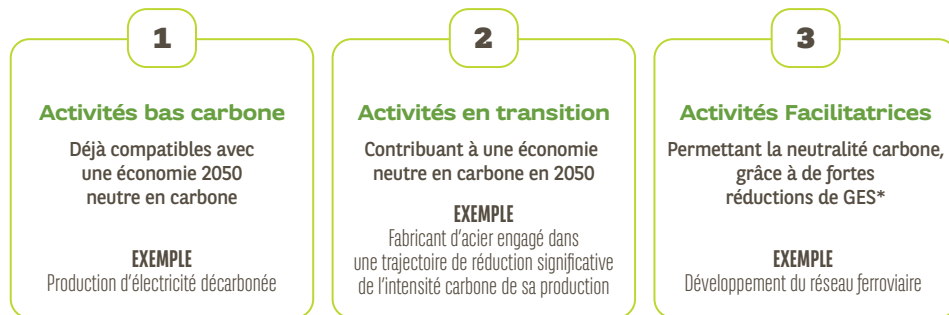 1
Activités bas carbone
Déjà compatibles avec
une économie 2050
neutre en carbone
EXEMPLE
Production d'électricité décarbonée
2
Activités en transition
Contribuant à une économie
neutre en carbone en 2050
EXEMPLE
Fabricant d'acier engagé dans
une trajectoire de réduction significative
de l'intensité carbone de sa production
3
Activités Facilitatrices
Permettant la neutralité carbone,
grâce à de fortes
réductions de GES*
EXEMPLE
Développement du réseau ferroviaire